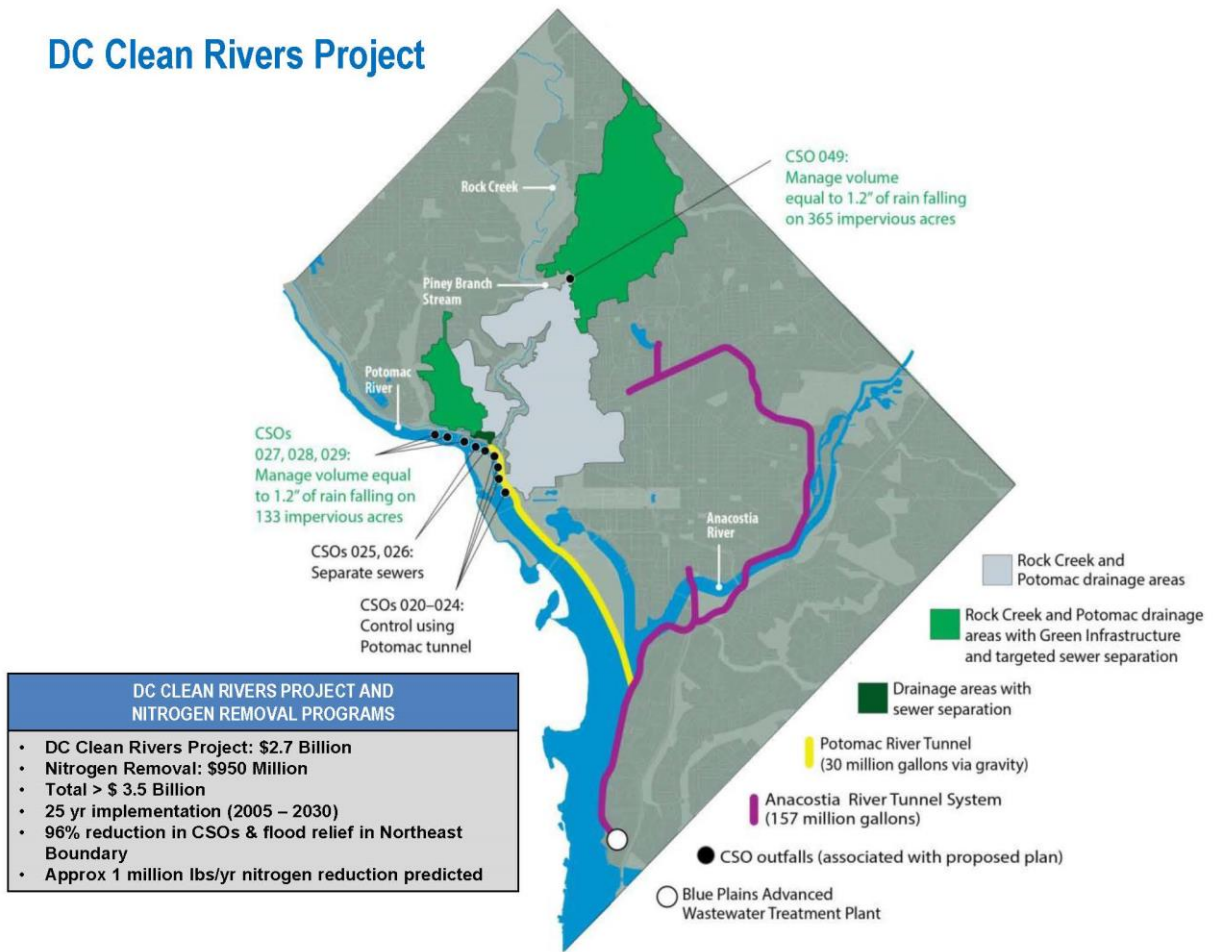 DC Clean Rivers Project
CSO 049:
Manage volume
equal to 1.2” of rain falling
on 365 impervious acres
Rock Creek
Piney Branch
Stream
Potomac
River
CSOs
027, 028, 029:
Manage volume equal
to 1.2” of rain falling on
133 impervious acres
CSOs 025, 026:
Separate sewers
CSOs 020–024:
Control using
Potomac tunnel
Anacostia
River
Rock Creek and
Potomac drainage areas
Rock Creek and Potomac drainage
areas with Green Infrastructure
and targeted sewer separation
Drainage areas with
sewer separation
Potomac River Tunnel
(30 million gallons via gravity)
Anacostia River Tunnel System
(157 million gallons)
CSO outfalls (associated with proposed plan)
Blue Plains Advanced
Wastewater Treatment Plant
DC CLEAN RIVERS PROJECT AND
NITROGEN REMOVAL PROGRAMS
• DC Clean Rivers Project: $2.7 Billion
• Nitrogen Removal: $950 Million
• Total > $ 3.5 Billion
• 25 yr implementation (2005 – 2030)
• 96% reduction in CSOs & flood relief in Northeast
Boundary
• Approx 1 million lbs/yr nitrogen reduction predicted